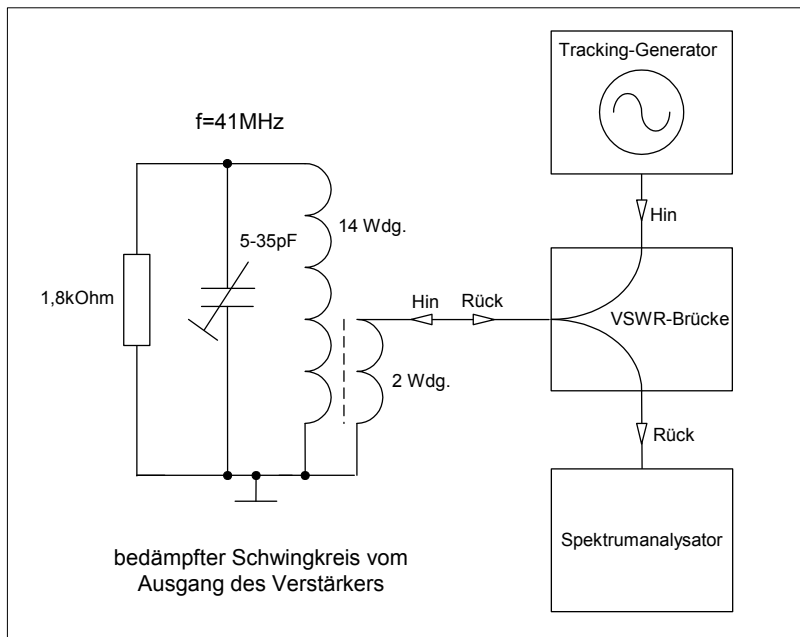 Tracking-Generator
f=41MHz
Hin
5-35pF
14 Wdg.
1,8kOhm
Hin
Rück
VSWR-Brücke
2 Wdg.
Rück
Spektrumanalysator
bedämpfter Schwingkreis vom
Ausgang des Verstärkers